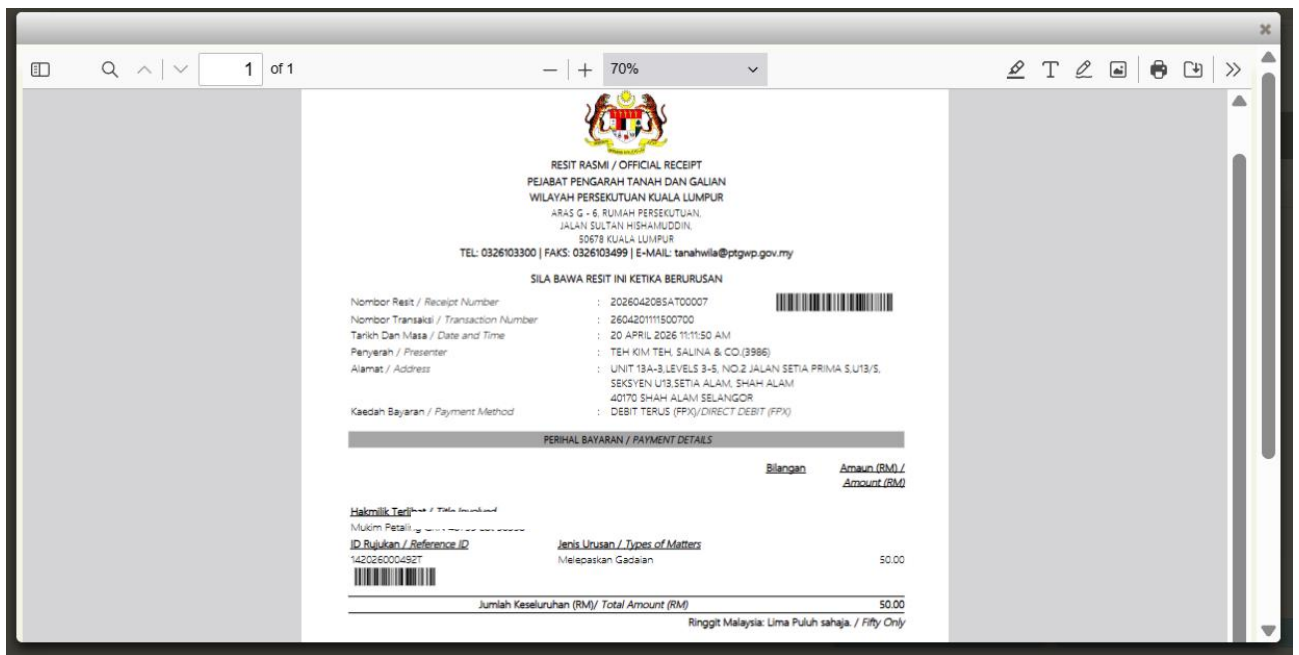 1 of 1
70%
RESIT RASMI / OFFICIAL RECEIPT
PEJABAT PENGARAH TANAH DAN GALIAN
WILAYAH PERSEKUTUAN KUALA LUMPUR
ARAS G - 6, RUMAH PERSEKUTUAN,
JALAN SULTAN HISHAMUDDIN,
50678 KUALA LUMPUR
TEL: 0326103300 | FAKS: 0326103499 | E-MAIL: tanahwila@ptgwp.gov.my
SILA BAWA RESIT INI KETIKA BERURUSAN
Nombor Resit / Receipt Number : 20260420BSAT00007
Nombor Transaksi / Transaction Number : 2604201111500700
Tarikh Dan Masa / Date and Time : 20 APRIL 2026 11:11:50 AM
Penyerah / Presenter : TEH KIM TEH, SALINA & CO.(3986)
Alamat / Address : UNIT 13A-3,LEVELS 3-5, NO.2 JALAN SETIA PRIMA S,U13/S,
SEKSYEN U13,SETIA ALAM, SHAH ALAM
40170 SHAH ALAM SELANGOR
Kaedah Bayaran / Payment Method : DEBIT TERUS (FPX)/DIRECT DEBIT (FPX)
PERIHAL BAYARAN / PAYMENT DETAILS
Bilangan Amaun (RM) /
Amount (RM)
Hakmilik
Mukim
ID Rujukan / Reference ID Jenis Urusan / Types of Matters
142026000492T Melepaskan Gadaian 50.00
Jumlah Keseluruhan (RM)/ Total Amount (RM) 50.00
Ringgit Malaysia: Lima Puluh sahaja. / Fifty Only